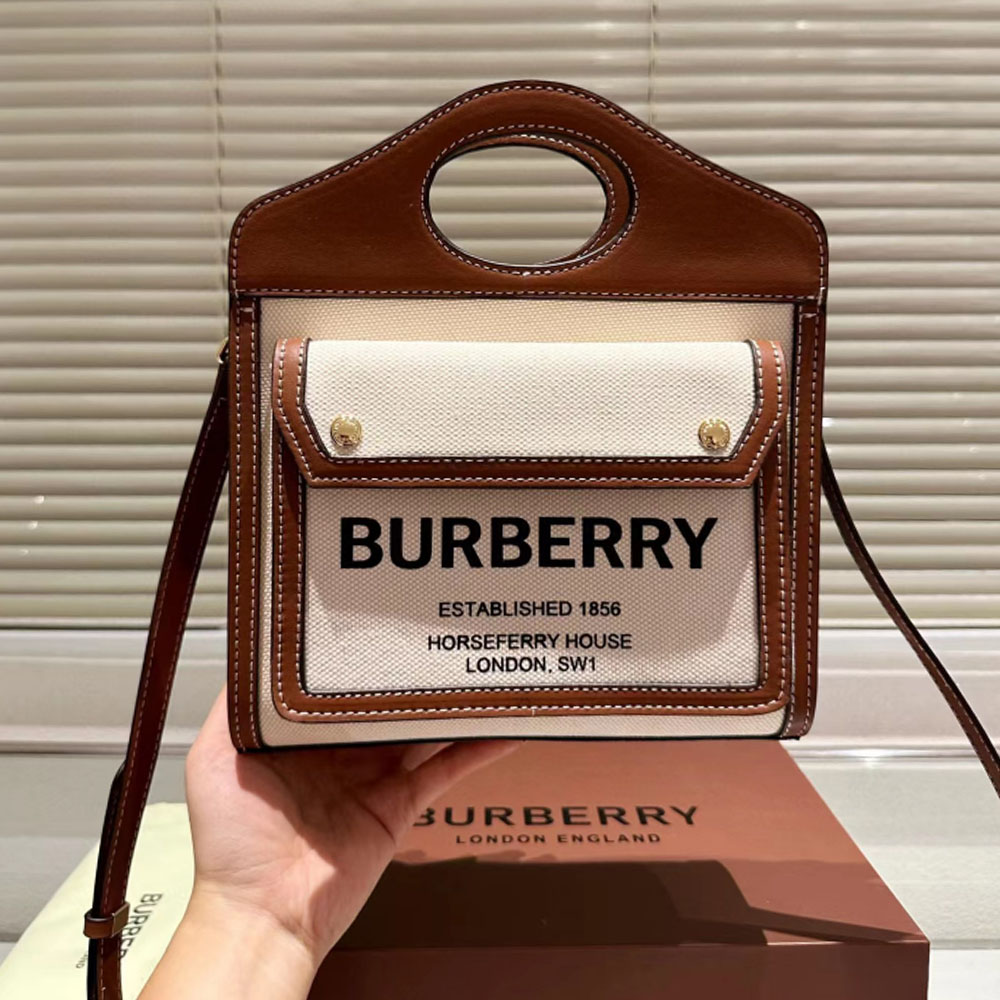 BURBERRY
ESTABLISHED 1856
HORSEFERRY HOUSE
LONDON, SW1
BURBERRY
LONDON ENGLAND